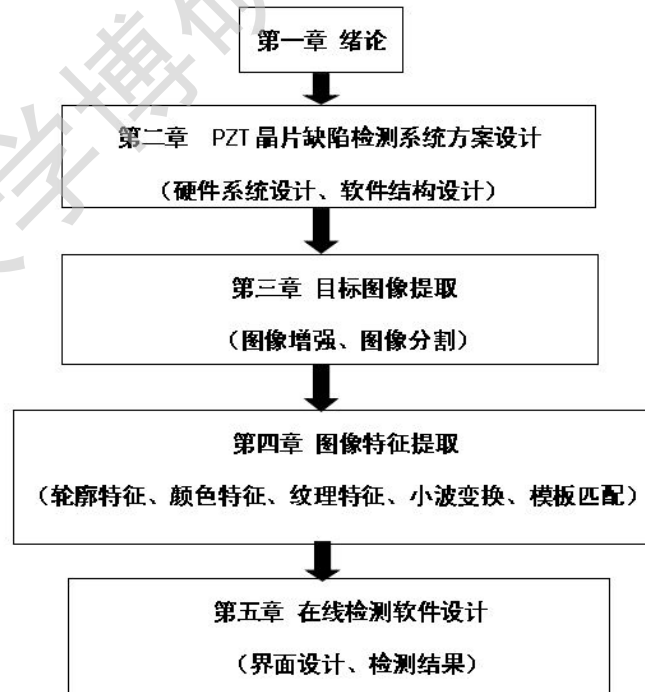 第一章 绪论
第二章 PZT 晶片缺陷检测系统方案设计
（硬件系统设计、软件结构设计）
第三章 目标图像提取
（图像增强、图像分割）
第四章 图像特征提取
（轮廓特征、颜色特征、纹理特征、小波变换、模板匹配）
第五章 在线检测软件设计
（界面设计、检测结果）
学博